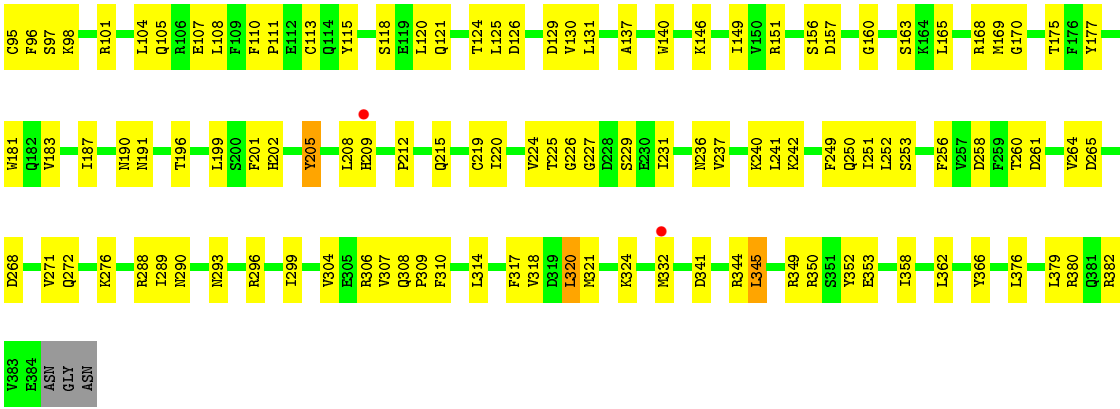 C95 F96 S97 K98 R101 L104 Q105 R106 E107 L108 F109 F110 P111 E112 C113 Q114 Y115 S118 E119 L120 Q121 T124 L125 D126 D129 V130 L131 A137 W140 K146 I149 V150 R151 S156 D157 G160 S163 K164 L165 R168 M169 G170 T175 F176 Y177
W181 Q182 V183 I187 N190 N191 T196 L199 S200 F201 H202 Y205 L208 H209 P212 Q215 C219 I220 V224 T225 G226 G227 D228 S229 E230 I231 N236 V237 K240 L241 K242 F249 Q250 I251 L252 S253 F256 V257 D258 F259 T260 D261 V264 D265
D268 V271 Q272 K276 R288 I289 N290 N293 R296 I299 V304 E305 R306 V307 Q308 P309 F310 L314 F317 V318 D319 L320 M321 K324 M332 D341 R344 L345 R349 R350 S351 Y352 E353 I358 L362 Y366 L376 L379 R380 Q381 R382
V383 E384 ASN GLY ASN